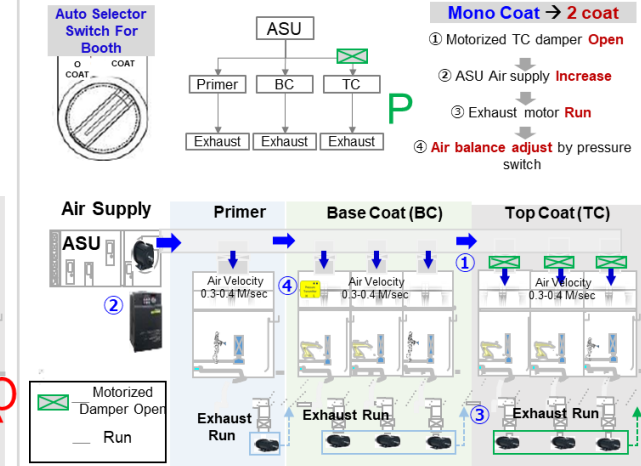 Auto Selector
Switch For
Booth
O
COAT
COAT
ASU
Primer
BC
TC
Exhaust
Exhaust
Exhaust
P
Mono Coat → 2 coat
① Motorized TC damper Open
② ASU Air supply Increase
③ Exhaust motor Run
④ Air balance adjust by pressure
switch
Air Supply
Primer
Base Coat (BC)
Top Coat (TC)
ASU
①
②
④
Air Velocity
0.3-0.4 M/sec
Air Velocity
0.3-0.4 M/sec
Air Velocity
0.3-0.4 M/sec
Motorized
Damper Open
Run
Exhaust
Run
Exhaust Run
③
Exhaust Run